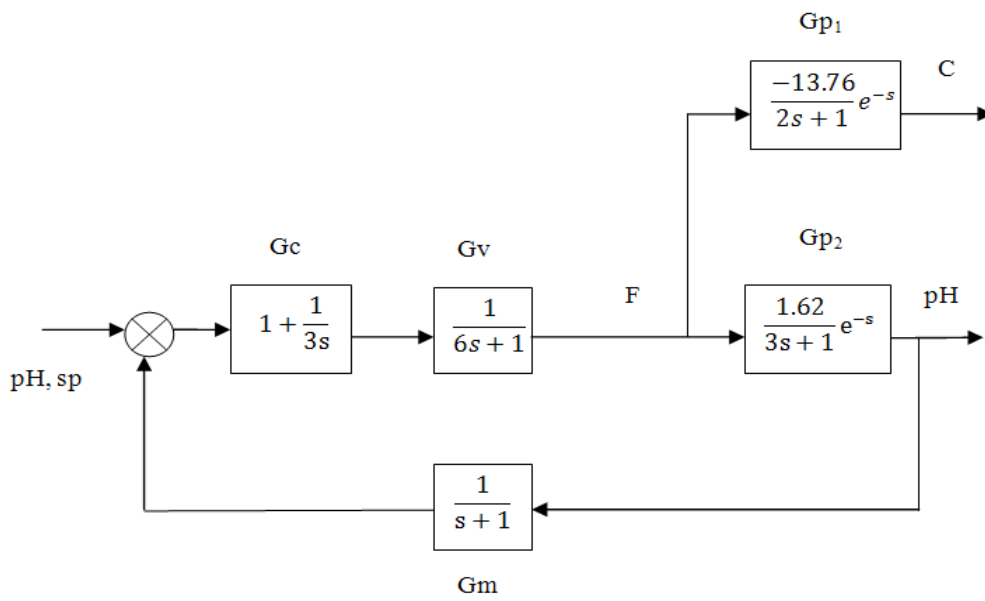 Gp₁
C
−13.76
2s + 1
e⁻ˢ
Gc
Gv
Gp₂
F
pH
1 + 1/3s
1
6s + 1
1.62
3s + 1
e⁻ˢ
pH, sp
1
s + 1
Gm